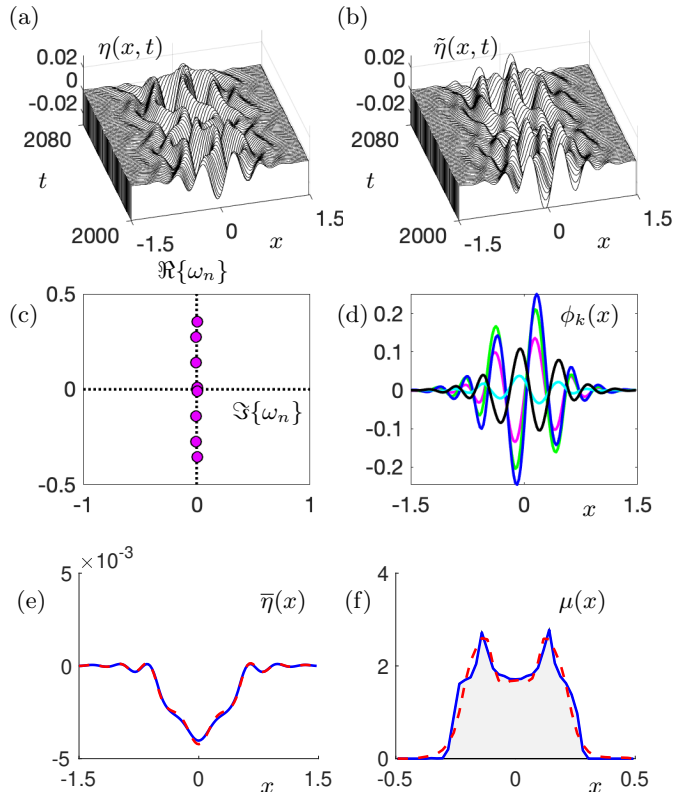 (a) (b)
η(x, t) η̃(x, t)
0.02 0.02
0 0
-0.02 -0.02
2080 2080
t t
2000 2000
-1.5 0 x 1.5 -1.5 0 x 1.5
ℜ{ω_n}
(c) 0.5 (d) 0.2 ϕ_k(x)
0.1
0 ℑ{ω_n} 0
-0.1
-0.5 -0.2
-1 0 1 -1.5 0 x 1.5
×10^-3
(e) 5 η̅(x) (f) 4 μ(x)
0 2
-5 0
-1.5 0 1.5 -0.5 0 0.5
x x